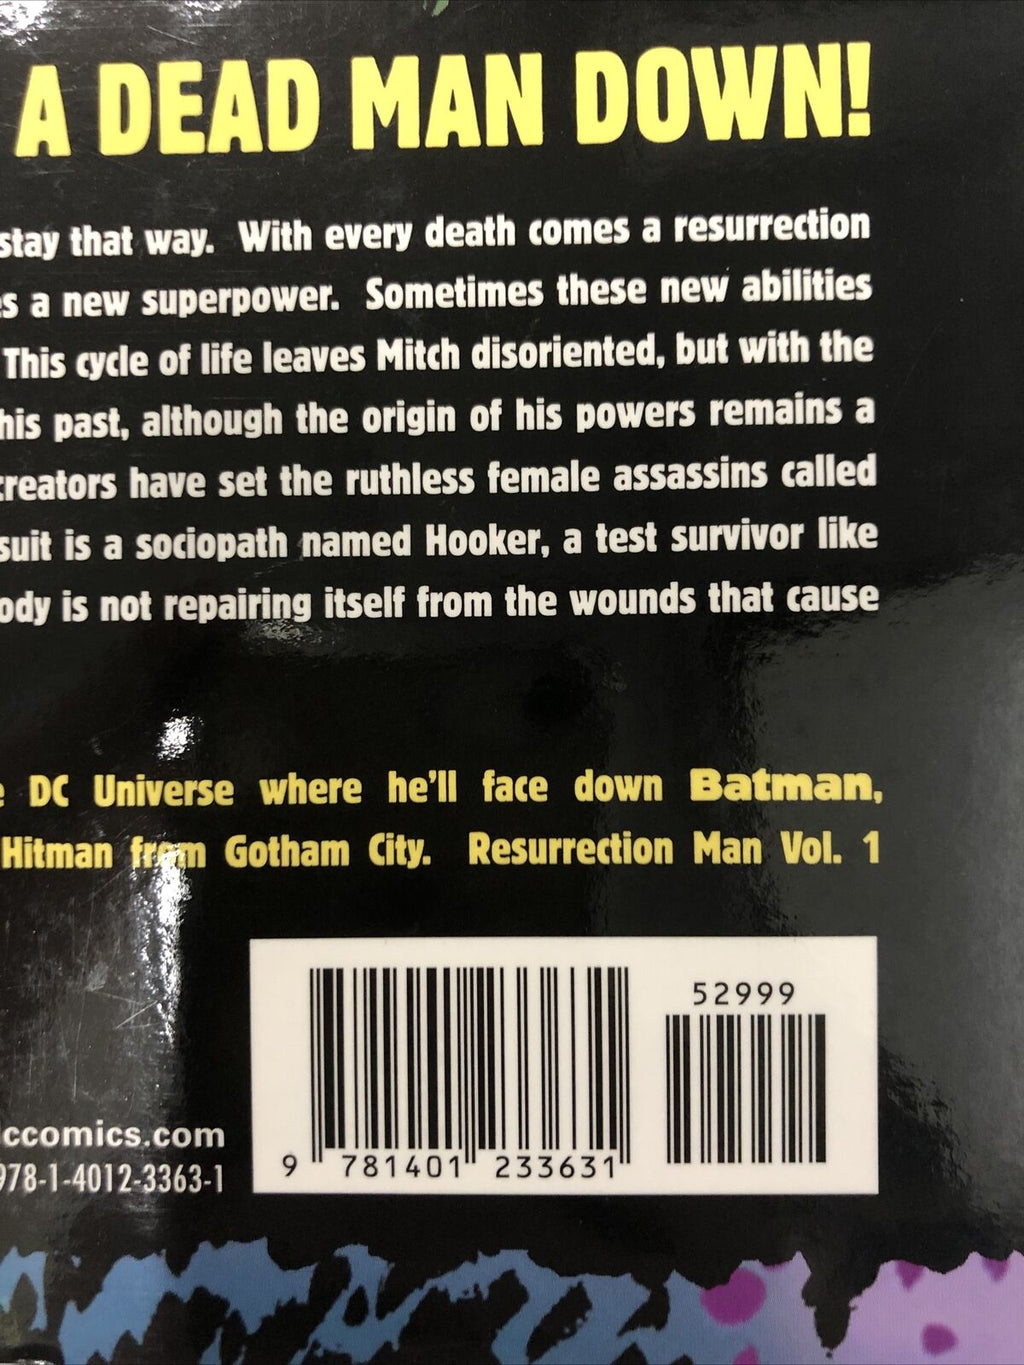 A DEAD MAN DOWN!
stay that way. With every death comes a resurrection
a new superpower. Sometimes these new abilities
This cycle of life leaves Mitch disoriented, but with the
his past, although the origin of his powers remains a
creators have set the ruthless female assassins called
suit is a sociopath named Hooker, a test survivor like
ody is not repairing itself from the wounds that cause
DC Universe where he'll face down Batman,
Hitman from Gotham City. Resurrection Man Vol. 1
52999
9 781401 233631
ccomics.com
978-1-4012-3363-1